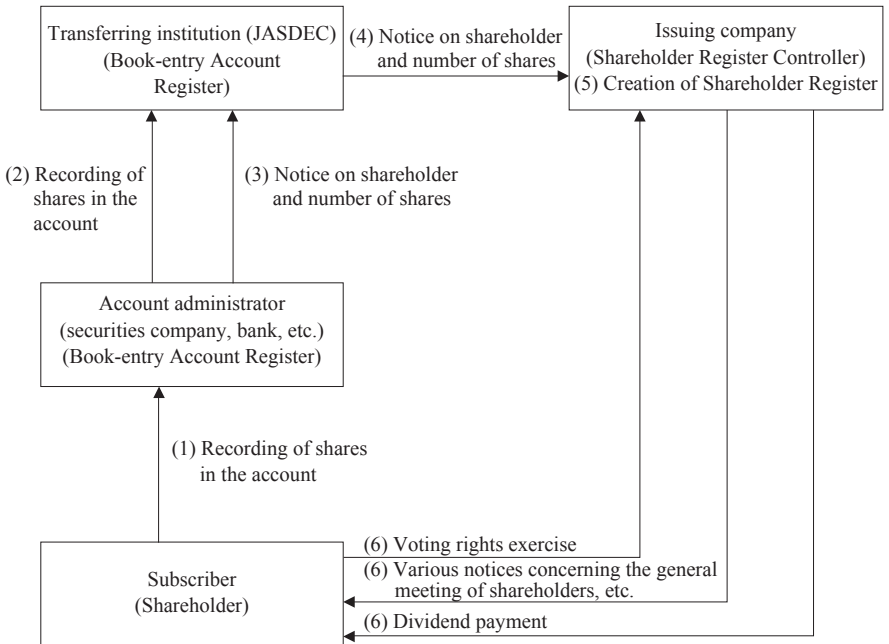 Transferring institution (JASDEC)
(Book-entry Account
Register)
(4) Notice on shareholder
and number of shares
Issuing company
(Shareholder Register Controller)
(5) Creation of Shareholder Register
(2) Recording of
shares in the
account
(3) Notice on shareholder
and number of shares
Account administrator
(securities company, bank, etc.)
(Book-entry Account Register)
(1) Recording of shares
in the account
Subscriber
(Shareholder)
(6) Voting rights exercise
(6) Various notices concerning the general
meeting of shareholders, etc.
(6) Dividend payment